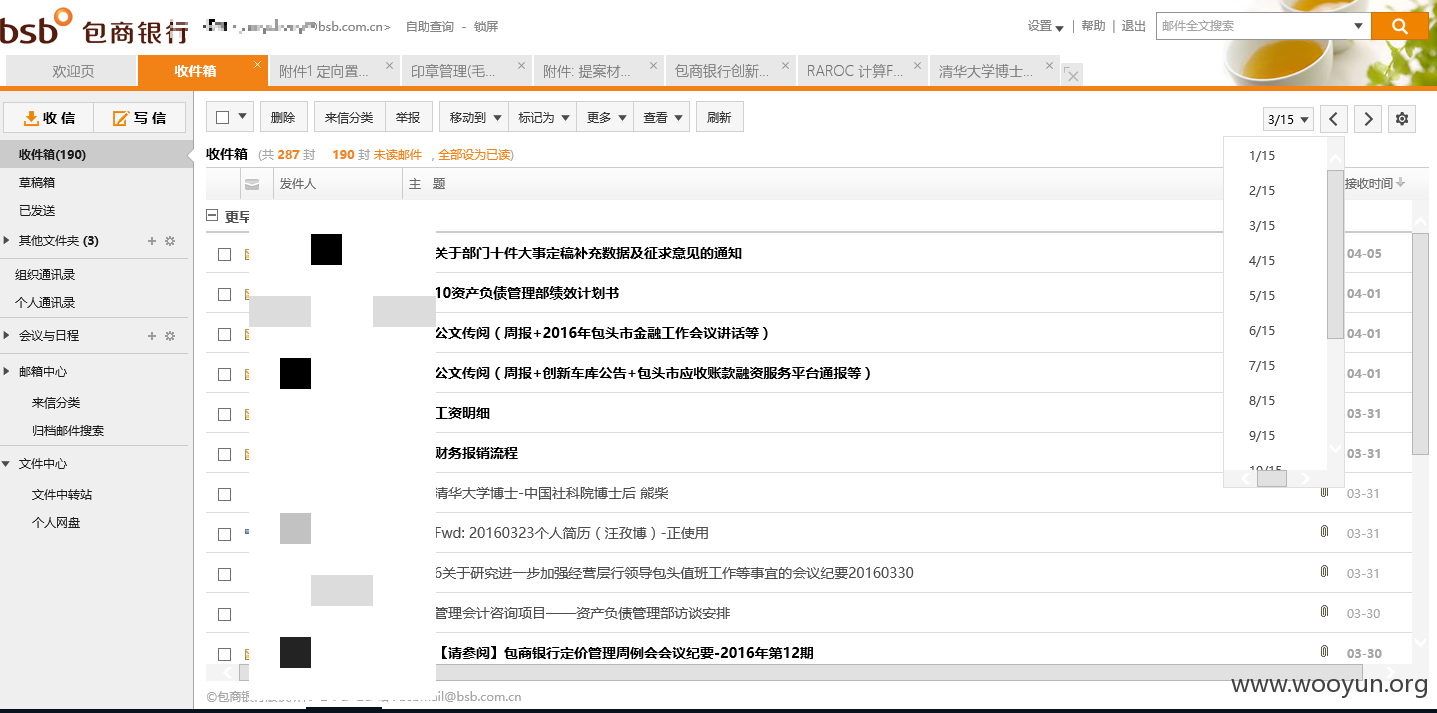 bsb 包商银行 bsb.com.cn> 自助查询 - 锁屏 设置 | 帮助 | 退出 邮件全文搜索
欢迎页 收件箱 附件1 定向置... 印章管理(毛... 附件: 提案材... 包商银行创新... RAROC 计算F... 清华大学博士...
收信 写信 删除 来信分类 举报 移动到 标记为 更多 查看 刷新 3/15
收件箱(190)
草稿箱
已发送
其他文件夹 (3)
组织通讯录
个人通讯录
会议与日程
邮箱中心
来信分类
归档邮件搜索
文件中心
文件中转站
个人网盘
收件箱 (共 287 封 190 封 未读邮件 , 全部设为已读)
发件人 主 题 接收时间
1/15
2/15
3/15
4/15
5/15
6/15
7/15
8/15
9/15
10/15
更早
关于部门十件大事定稿补充数据及征求意见的通知 04-05
10资产负债管理部绩效计划书 04-01
公文传阅（周报+2016年包头市金融工作会议讲话等） 04-01
公文传阅（周报+创新车库公告+包头市应收账款融资服务平台通报等） 04-01
工资明细 03-31
财务报销流程 03-31
清华大学博士-中国社科院博士后 熊柴 03-31
Fwd: 20160323个人简历（汪孜博）-正使用 03-31
6关于研究进一步加强经营层行领导包头值班工作等事宜的会议纪要20160330 03-31
管理会计咨询项目——资产负债管理部访谈安排 03-30
【请参阅】包商银行定价管理周例会会议纪要-2016年第12期 03-30
©包商银 mail@bsb.com.cn
www.wooyun.org